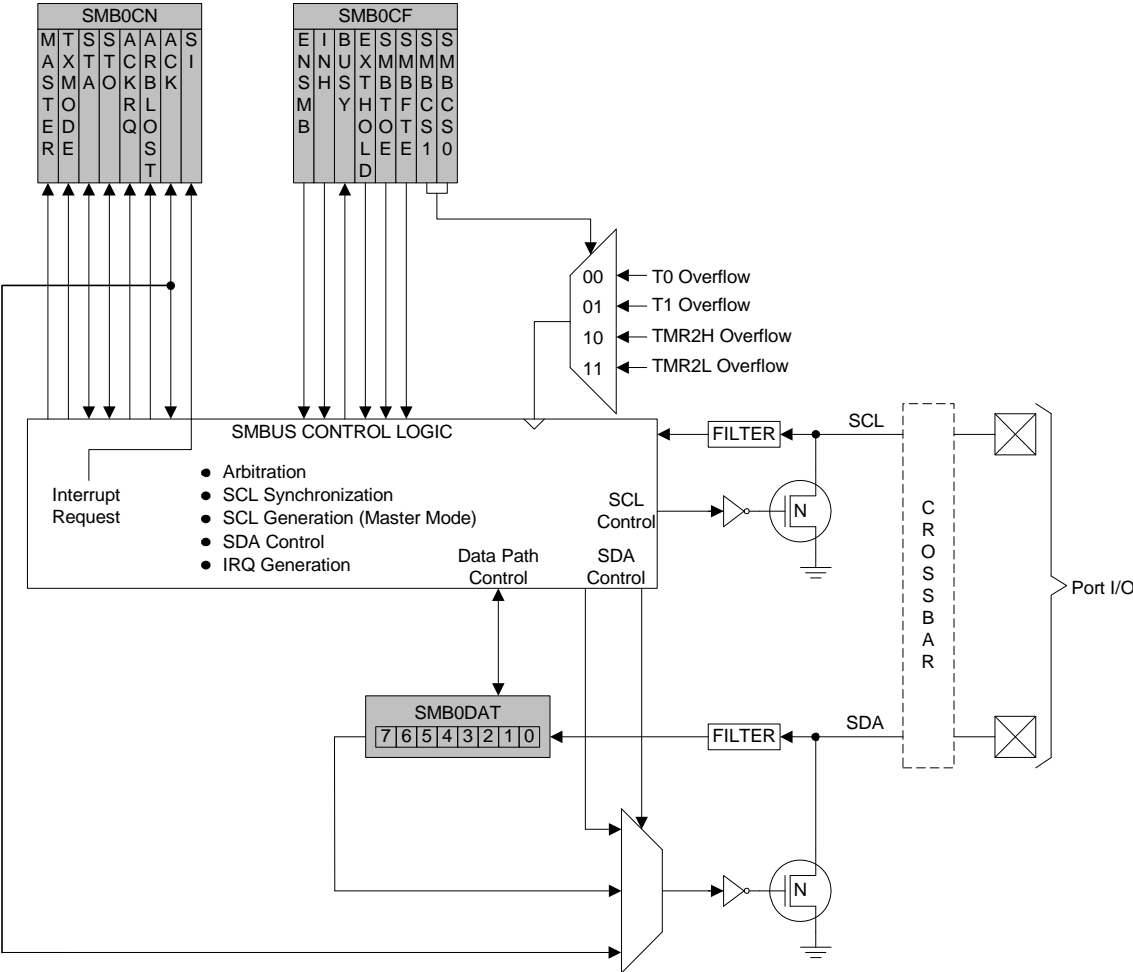 SMB0CN
MASTER
TXMODE
STA
STO
ACKRQ
ARBLOST
ACK
SI
SMB0CF
ENSMB
INH
BUSY
EXTHOLD
SMBTOE
SMBFTE
SMBCS1
SMBCS0
00 T0 Overflow
01 T1 Overflow
10 TMR2H Overflow
11 TMR2L Overflow
SMBUS CONTROL LOGIC
Arbitration
SCL Synchronization
SCL Generation (Master Mode)
SDA Control
IRQ Generation
Interrupt
Request
Data Path
Control
SCL
Control
SDA
Control
FILTER
SCL
N
CROSSBAR
Port I/O
SMB0DAT
7 6 5 4 3 2 1 0
FILTER
SDA
N